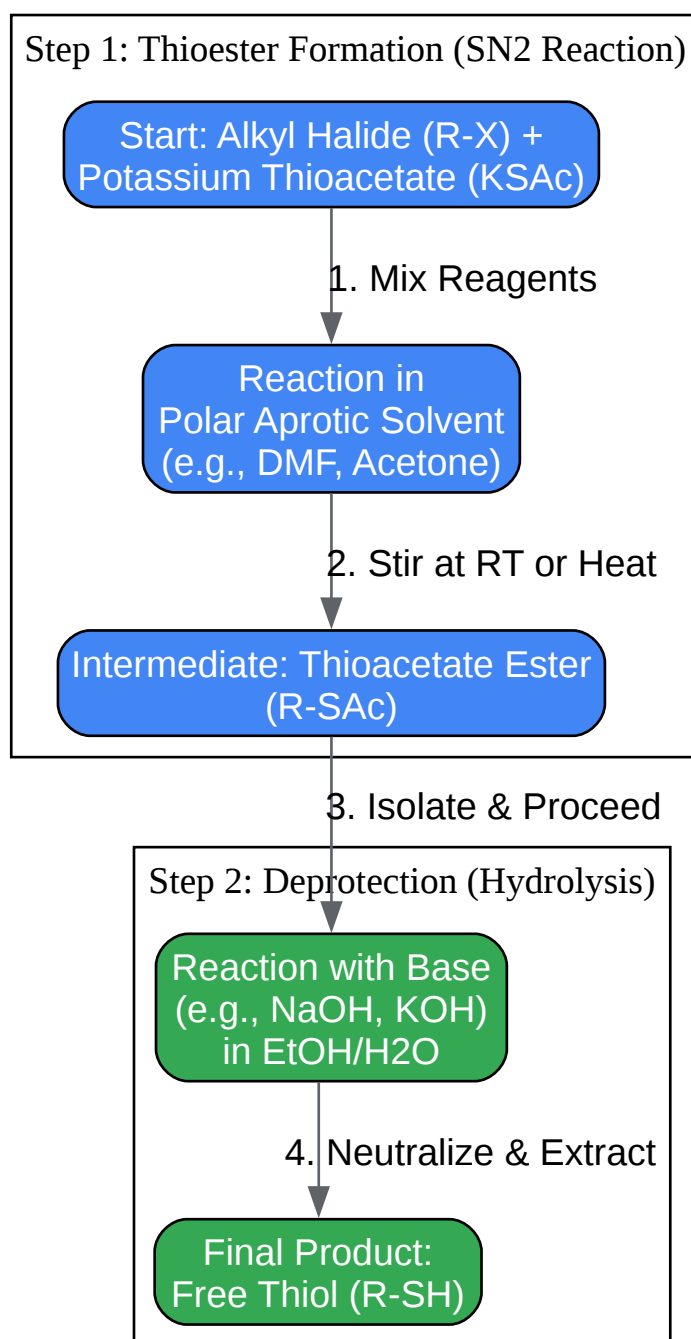 Step 1: Thioester Formation (SN2 Reaction)
Start: Alkyl Halide (R-X) +
Potassium Thioacetate (KSAc)
1. Mix Reagents
Reaction in
Polar Aprotic Solvent
(e.g., DMF, Acetone)
2. Stir at RT or Heat
Intermediate: Thioacetate Ester
(R-SAc)
3. Isolate & Proceed
Step 2: Deprotection (Hydrolysis)
Reaction with Base
(e.g., NaOH, KOH)
in EtOH/H2O
4. Neutralize & Extract
Final Product:
Free Thiol (R-SH)